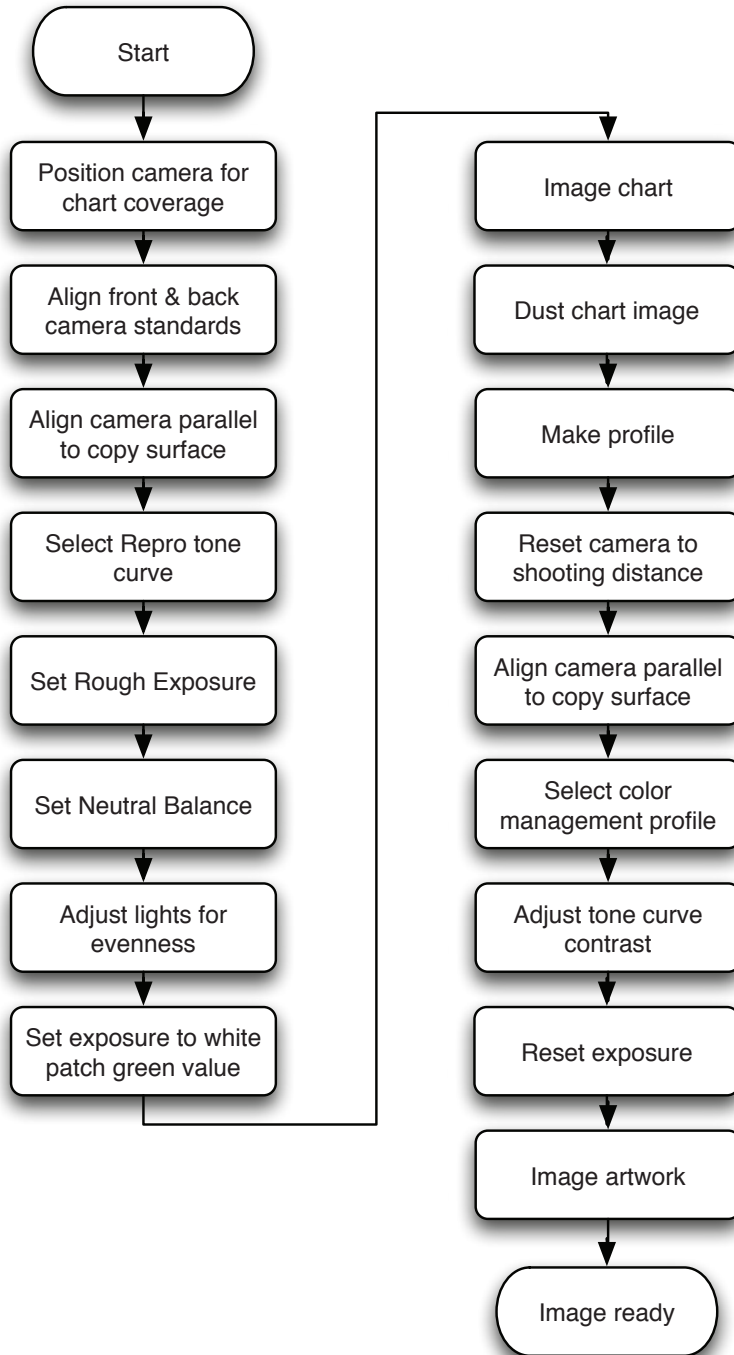 Start
Position camera for
chart coverage
Align front & back
camera standards
Align camera parallel
to copy surface
Select Repro tone
curve
Set Rough Exposure
Set Neutral Balance
Adjust lights for
evenness
Set exposure to white
patch green value
Image chart
Dust chart image
Make profile
Reset camera to
shooting distance
Align camera parallel
to copy surface
Select color
management profile
Adjust tone curve
contrast
Reset exposure
Image artwork
Image ready